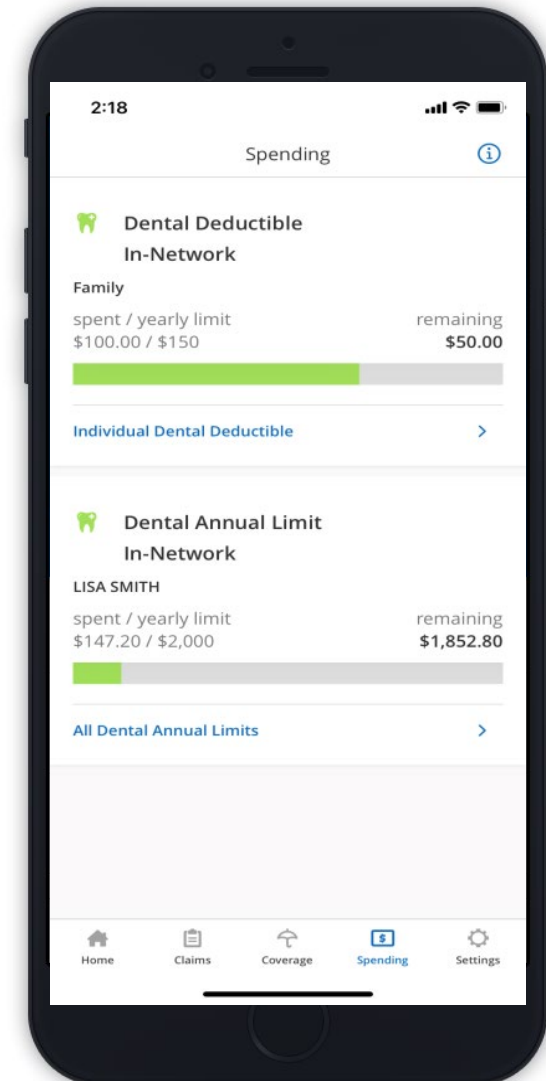 2:18
Spending
Dental Deductible
In-Network
Family
spent / yearly limit remaining
$100.00 / $150 $50.00
Individual Dental Deductible
Dental Annual Limit
In-Network
LISA SMITH
spent / yearly limit remaining
$147.20 / $2,000 $1,852.80
All Dental Annual Limits
Home Claims Coverage Spending Settings